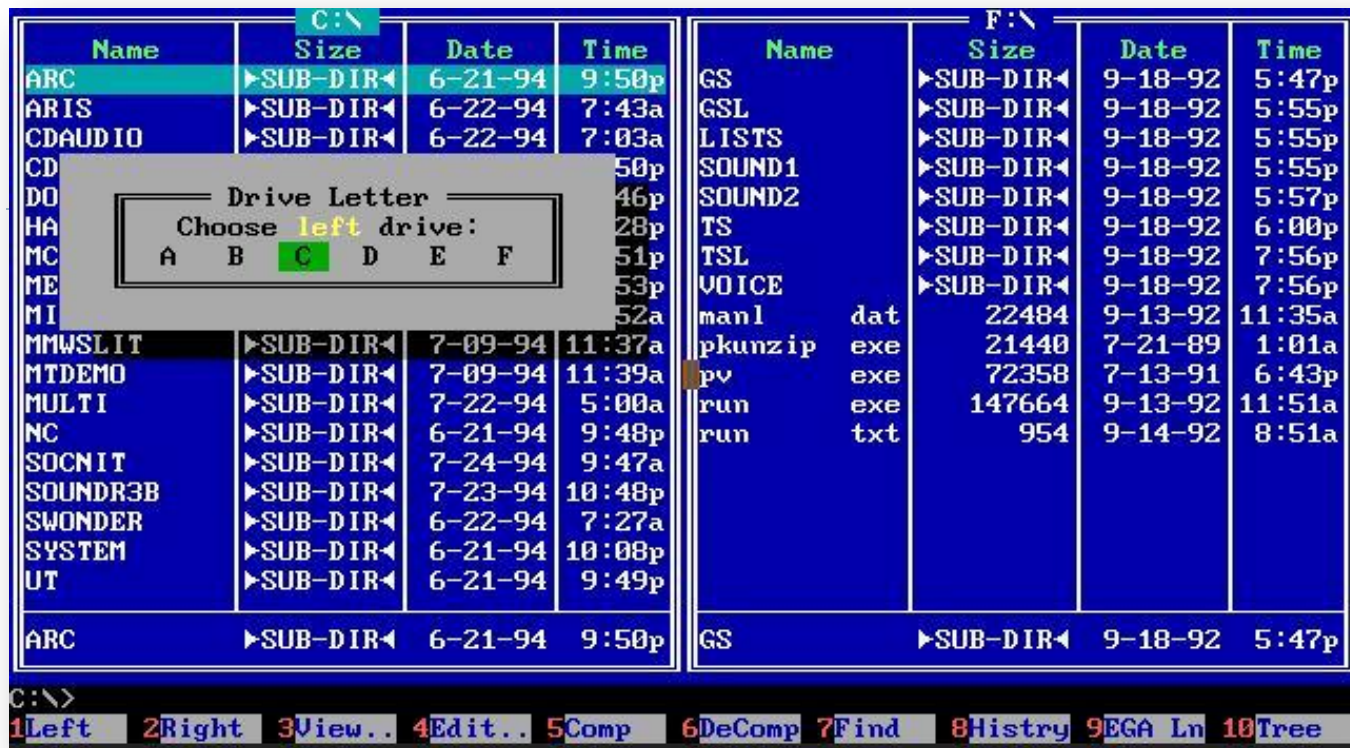 C:\ F:\
Name Size Date Time Name Size Date Time
ARC ►SUB-DIR◄ 6-21-94 9:50p GS ►SUB-DIR◄ 9-18-92 5:47p
ARIS ►SUB-DIR◄ 6-22-94 7:43a GSL ►SUB-DIR◄ 9-18-92 5:55p
CDAUDIO ►SUB-DIR◄ 6-22-94 7:03a LISTS ►SUB-DIR◄ 9-18-92 5:55p
CD 50p SOUND1 ►SUB-DIR◄ 9-18-92 5:55p
DO Drive Letter 46p SOUND2 ►SUB-DIR◄ 9-18-92 5:57p
HA Choose left drive: 28p TS ►SUB-DIR◄ 9-18-92 6:00p
MC A B C D E F 51p TSL ►SUB-DIR◄ 9-18-92 7:56p
ME 53p VOICE ►SUB-DIR◄ 9-18-92 7:56p
MI 52a manl dat 22484 9-13-92 11:35a
MMWSLIT ►SUB-DIR◄ 7-09-94 11:37a pkunzip exe 21440 7-21-89 1:01a
MTDEMO ►SUB-DIR◄ 7-09-94 11:39a pv exe 72358 7-13-91 6:43p
MULTI ►SUB-DIR◄ 7-22-94 5:00a run exe 147664 9-13-92 11:51a
NC ►SUB-DIR◄ 6-21-94 9:48p run txt 954 9-14-92 8:51a
SOCNIT ►SUB-DIR◄ 7-24-94 9:47a
SOUNDR3B ►SUB-DIR◄ 7-23-94 10:48p
SWONDER ►SUB-DIR◄ 6-22-94 7:27a
SYSTEM ►SUB-DIR◄ 6-21-94 10:08p
UT ►SUB-DIR◄ 6-21-94 9:49p
ARC ►SUB-DIR◄ 6-21-94 9:50p GS ►SUB-DIR◄ 9-18-92 5:47p
C:\>
1Left 2Right 3View.. 4Edit.. 5Comp 6DeComp 7Find 8Histry 9EGA Ln 10Tree